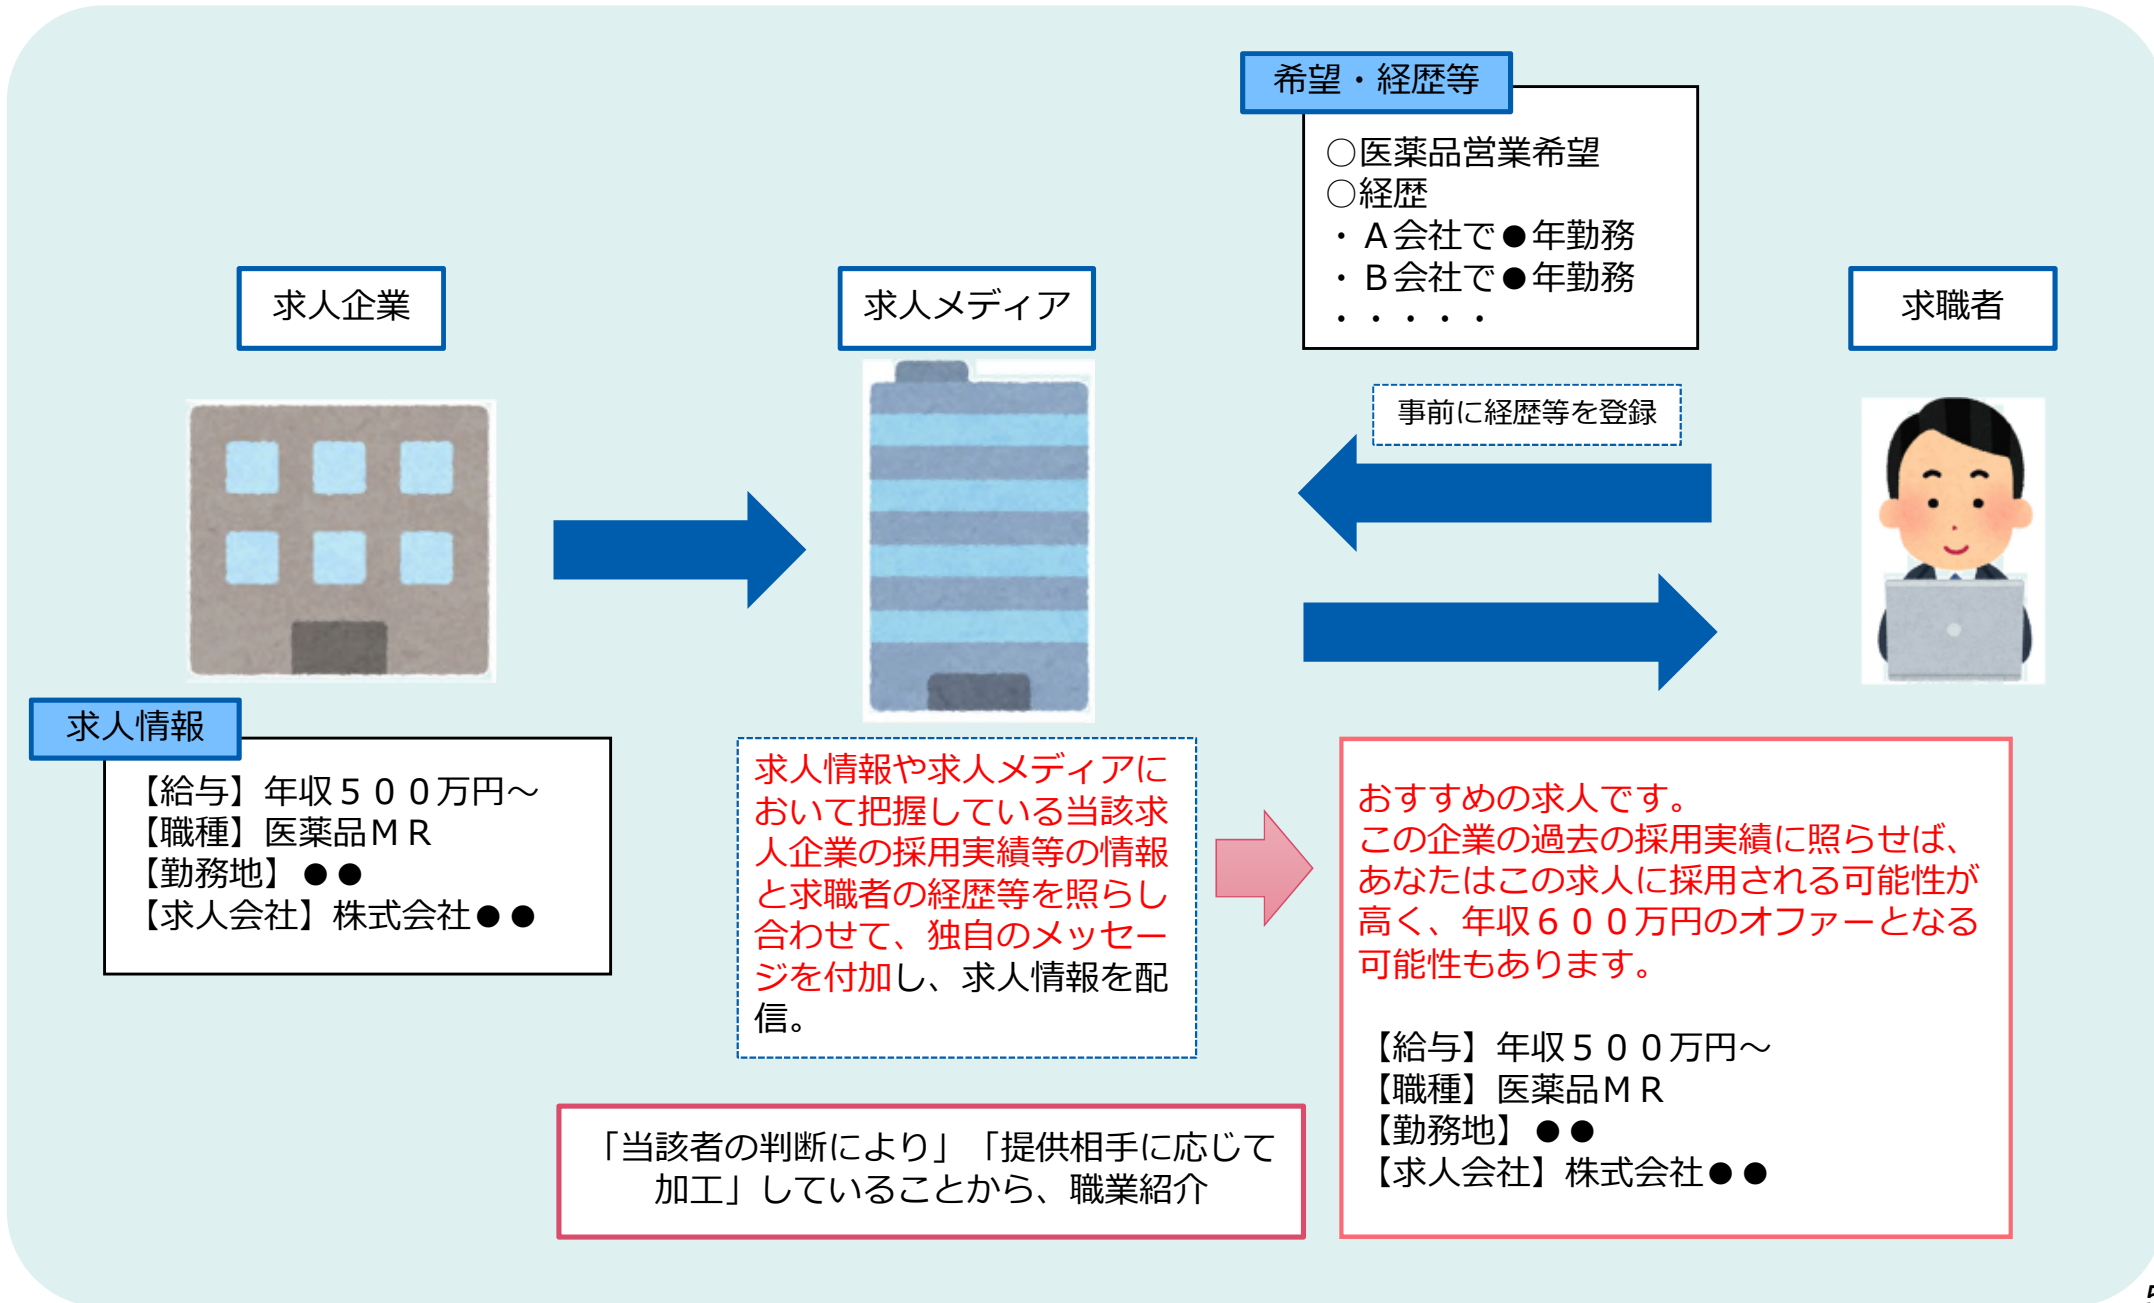 希望・経歴等
○医薬品営業希望
○経歴
・Ａ会社で●年勤務
・Ｂ会社で●年勤務
・・・・・
求人企業
求人メディア
求職者
事前に経歴等を登録
求人情報
【給与】年収５００万円～
【職種】医薬品ＭＲ
【勤務地】●●
【求人会社】株式会社●●
求人情報や求人メディアに
おいて把握している当該求
人企業の採用実績等の情報
と求職者の経歴等を照らし
合わせて、独自のメッセー
ジを付加し、求人情報を配
信。
おすすめの求人です。
この企業の過去の採用実績に照らせば、
あなたはこの求人に採用される可能性が
高く、年収６００万円のオファーとなる
可能性もあります。
【給与】年収５００万円～
【職種】医薬品ＭＲ
【勤務地】●●
【求人会社】株式会社●●
「当該者の判断により」「提供相手に応じて
加工」していることから、職業紹介